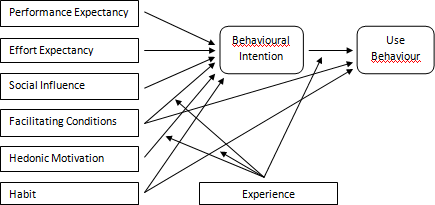 Performance Expectancy
Effort Expectancy
Social Influence
Facilitating Conditions
Hedonic Motivation
Habit
Behavioural
Intention
Use
Behaviour
Experience